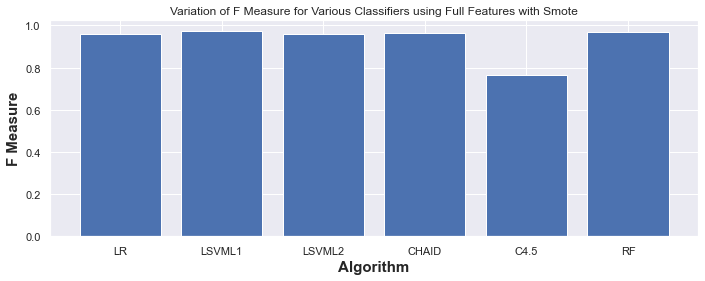 Variation of F Measure for Various Classifiers using Full Features with Smote
1.0
0.8
0.6
0.4
0.2
0.0
F Measure
LR LSVML1 LSVML2 CHAID C4.5 RF
Algorithm